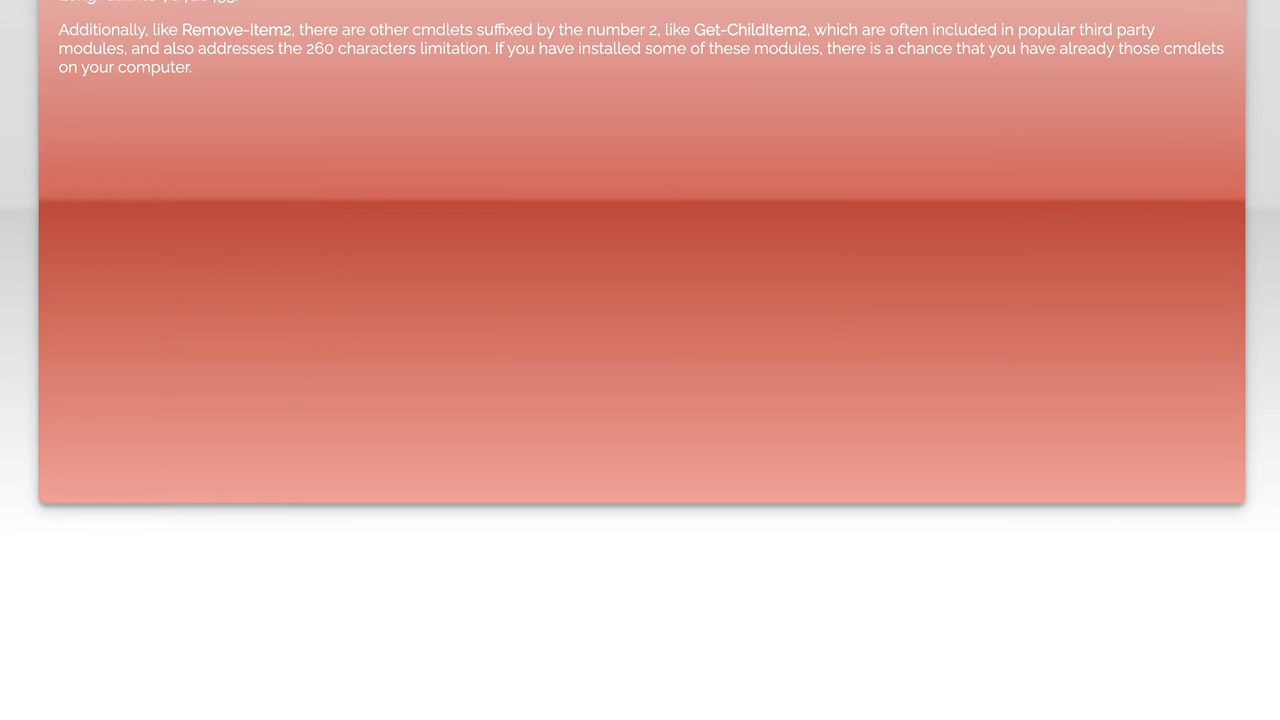 Additionally, like Remove-Item2, there are other cmdlets suffixed by the number 2, like Get-ChildItem2, which are often included in popular third party
modules, and also addresses the 260 characters limitation. If you have installed some of these modules, there is a chance that you have already those cmdlets
on your computer.